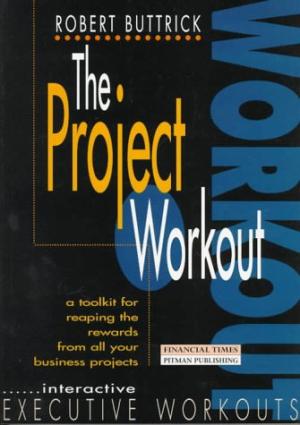 ROBERT BUTTRICK
The
Project
Workout
WORKOUT
a toolkit for
reaping the
rewards
from all your
business projects
FINANCIAL TIMES
PITMAN PUBLISHING
......interactive
EXECUTIVE WORKOUTS